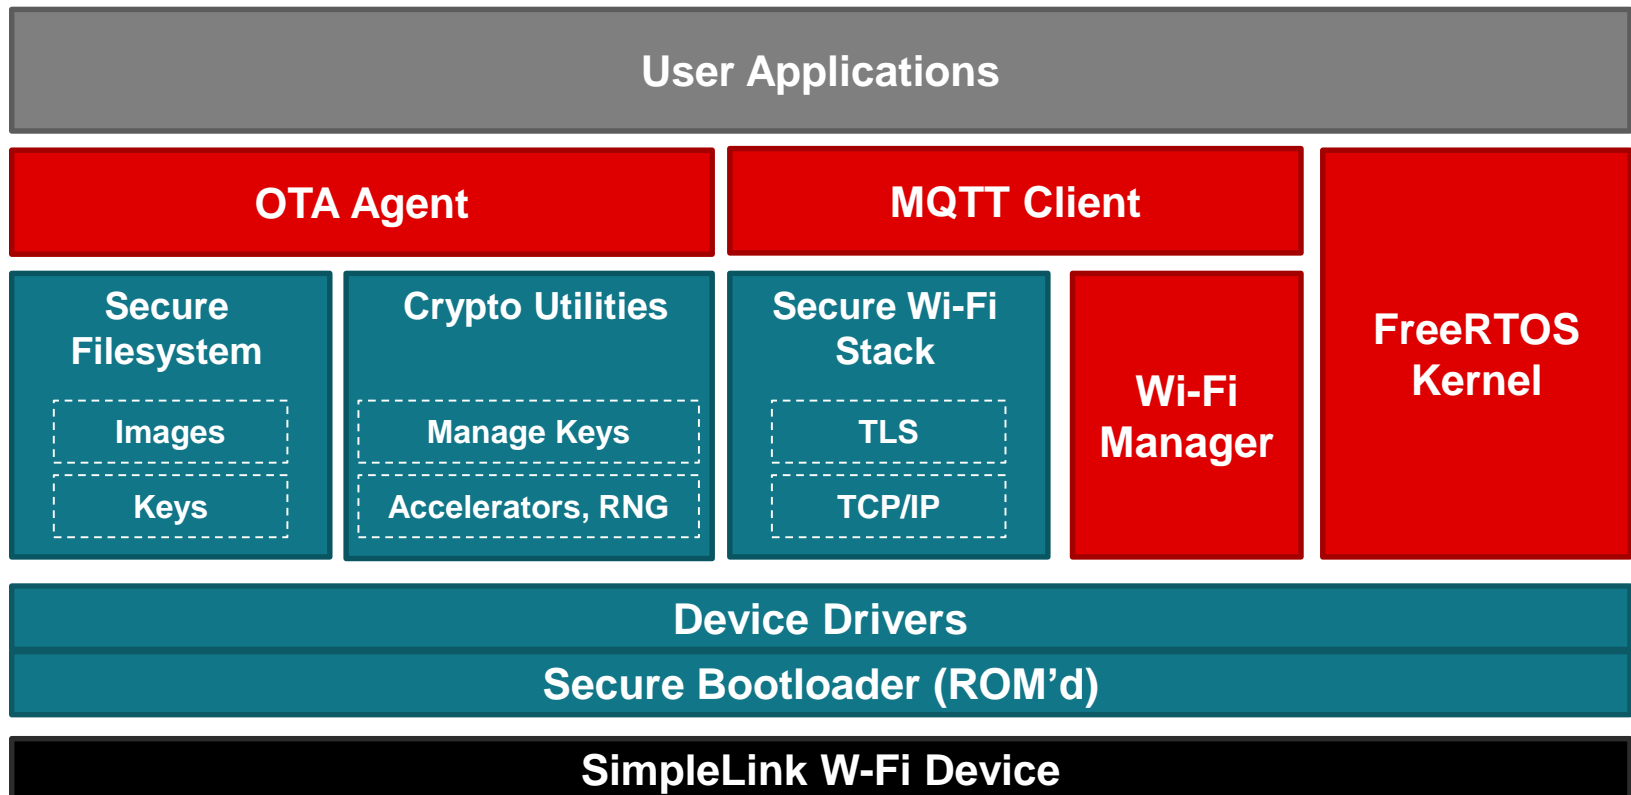 User Applications
OTA Agent
MQTT Client
FreeRTOS
Kernel
Secure
Filesystem
Images
Keys
Crypto Utilities
Manage Keys
Accelerators, RNG
Secure Wi-Fi
Stack
TLS
TCP/IP
Wi-Fi
Manager
Device Drivers
Secure Bootloader (ROM’d)
SimpleLink W-Fi Device